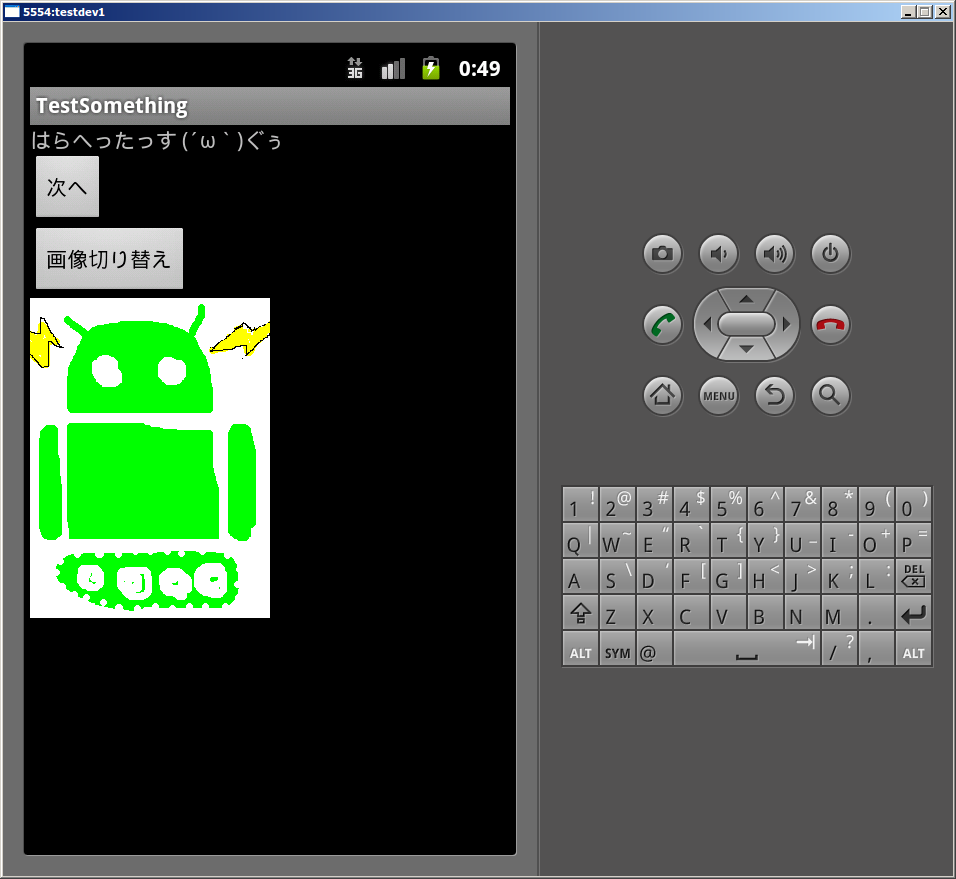 5554:testdev1
3G 0:49
TestSomething
はらへったっす (´ω｀)ぐぅ
次へ
画像切り替え
MENU
1 ! 2 @ 3 # 4 $ 5 % 6 ^ 7 & 8 * 9 ( 0 )
Q | W ~ E “ R ` T { Y } U _ I - O + P =
A S \ D ‘ F [ G ] H < J > K ; L : DEL
Z X C V B N M .
ALT SYM @ / ? , ALT